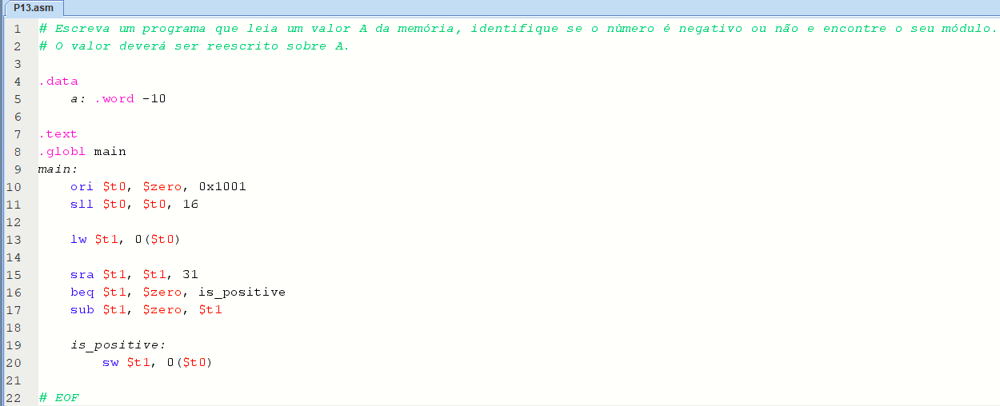 P13.asm
1 # Escreva um programa que leia um valor A da memória, identifique se o número é negativo ou não e encontre o seu módulo.
2 # O valor deverá ser reescrito sobre A.
3
4 .data
5 a: .word -10
6
7 .text
8 .globl main
9 main:
10 ori $t0, $zero, 0x1001
11 sll $t0, $t0, 16
12
13 lw $t1, 0($t0)
14
15 sra $t1, $t1, 31
16 beq $t1, $zero, is_positive
17 sub $t1, $zero, $t1
18
19 is_positive:
20 sw $t1, 0($t0)
21
22 # EOF